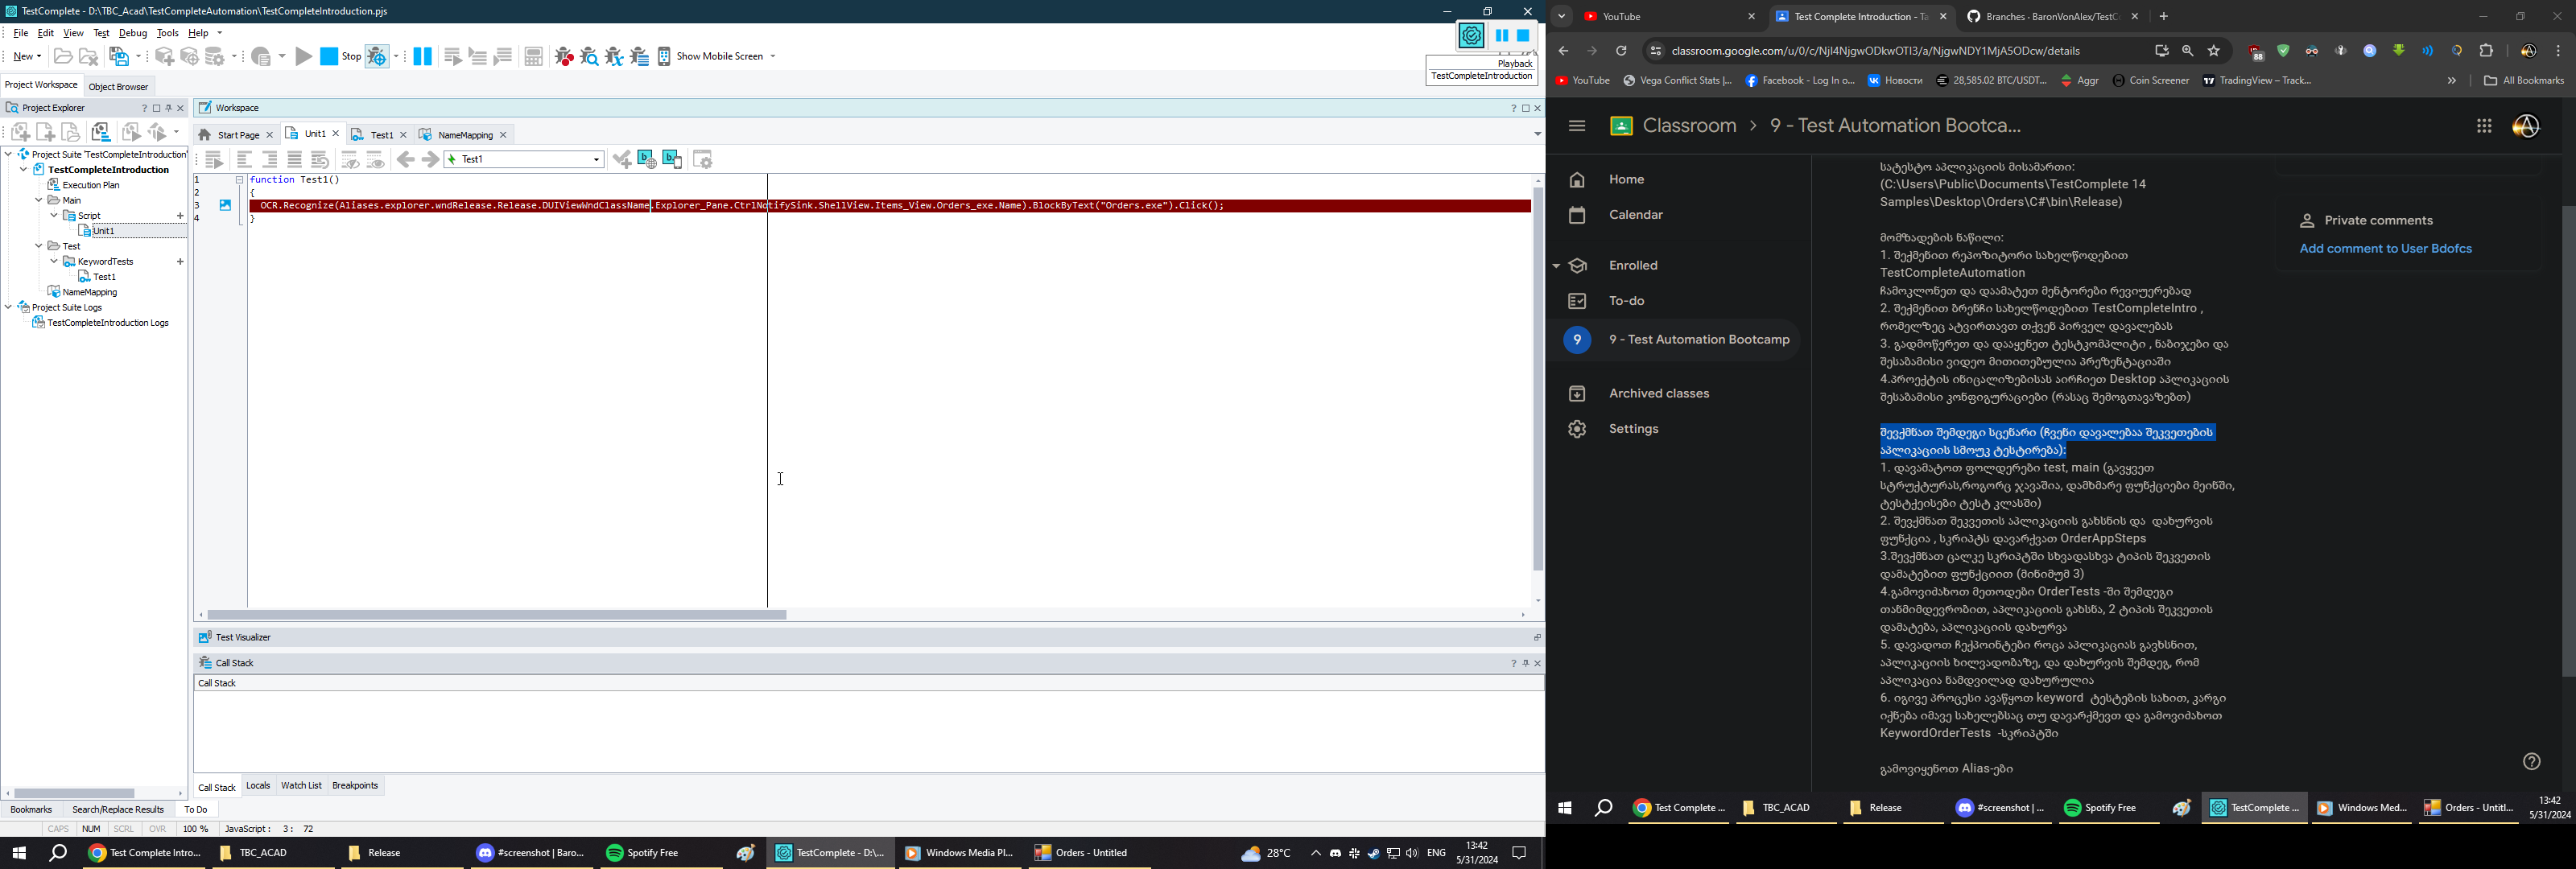 TestComplete - D:\TBC_Acad\TestCompleteAutomation\TestCompleteIntroduction.pjs
File Edit View Test Debug Tools Help
New
Stop
Show Mobile Screen
Playback
TestCompleteIntroduction
Project Workspace
Object Browser
Project Explorer
Project Suite 'TestCompleteIntroduction'
TestCompleteIntroduction
Execution Plan
Main
Script
Unit1
Test
KeywordTests
Test1
NameMapping
Project Suite Logs
TestCompleteIntroduction Logs
Bookmarks
Search/Replace Results
To Do
Workspace
Start Page
Unit1
Test1
NameMapping
Test1
1 function Test1()
2 {
3 OCR.Recognize(Aliases.explorer.wndRelease.Release.DUIViewWndClassName.Explorer_Pane.CtrlNotifySink.ShellView.Items_View.Orders_exe.Name).BlockByText("Orders.exe").Click();
4 }
Test Visualizer
Call Stack
Call Stack
Call Stack
Locals
Watch List
Breakpoints
CAPS NUM SCRL OVR 100 % JavaScript: 3: 72
Test Complete Intro...
TBC_ACAD
Release
#screenshot | Baro...
Spotify Free
TestComplete - D:\...
Windows Media Pl...
Orders - Untitled
28°C
ENG
13:42
5/31/2024
YouTube
Test Complete Introduction - Ta
Branches · BaronVonAlex/TestC
classroom.google.com/u/0/c/NjI4NjgwODkwOTI3/a/NjgwNDY1MjA5ODcw/details
88
YouTube
Vega Conflict Stats |...
Facebook - Log In o...
Новости
28,585.02 BTC/USDT...
Aggr
Coin Screener
TradingView – Track...
All Bookmarks
Classroom
9 - Test Automation Bootca...
Home
Calendar
Enrolled
To-do
9
9 - Test Automation Bootcamp
Archived classes
Settings
სატესტო აპლიკაციის მისამართი:
(C:\Users\Public\Documents\TestComplete 14
Samples\Desktop\Orders\C#\bin\Release)
მომზადების ნაწილი:
1. შექმენით რეპოზიტორი სახელწოდებით
TestCompleteAutomation
ჩამოკლონეთ და დაამატეთ მენტორები რევიუერებად
2. შექმენით ბრენჩი სახელწოდებით TestCompleteIntro ,
რომელზეც ატვირთავთ თქვენ პირველ დავალებას
3. გადმოწერეთ და დააყენეთ ტესტკომპლიტი , ნაბიჯები და
შესაბამისი ვიდეო მითითებულია პრეზენტაციაში
4.პროექტის ინიციალიზებისას აირჩიეთ Desktop აპლიკაციის
შესაბამისი კონფიგურაციები (რასაც შემოგთავაზებთ)
შევქმნათ შემდეგი სცენარი (ჩვენი დავალებაა შეკვეთების
აპლიკაციის სმოუკ ტესტირება):
1. დავამატოთ ფოლდერები test, main (გავყვეთ
სტრუქტურას,როგორც ჯავაშია, დამხმარე ფუნქციები მეინში,
ტესტქეისები ტესტ კლასში)
2. შევქმნათ შეკვეთის აპლიკაციის გახსნის და დახურვის
ფუნქცია , სკრიპტს დავარქვათ OrderAppSteps
3.შევქმნათ ცალკე სკრიპტში სხვადასხვა ტიპის შეკვეთის
დამატებით ფუნქციით (მინიმუმ 3)
4.გამოვიძახოთ მეთოდები OrderTests -ში შემდეგი
თანმიმდევრობით, აპლიკაციის გახსნა, 2 ტიპის შეკვეთის
დამატება, აპლიკაციის დახურვა
5. დავადოთ ჩექპოინტები როცა აპლიკაციას გავხსნით,
აპლიკაციის ხილვადობაზე, და დახურვის შემდეგ, რომ
აპლიკაცია ნამდვილად დახურულია
6. იგივე პროცესი ავაწყოთ keyword ტესტების სახით, კარგი
იქნება იმავე სახელებსაც თუ დავარქმევთ და გამოვიძახოთ
KeywordOrderTests -სკრიპტში
გამოვიყენოთ Alias-ები
Private comments
Add comment to User Bdofcs
Test Complete ...
TBC_ACAD
Release
#screenshot | ...
Spotify Free
TestComplete ...
Windows Med...
Orders - Untitl...
13:42
5/31/2024